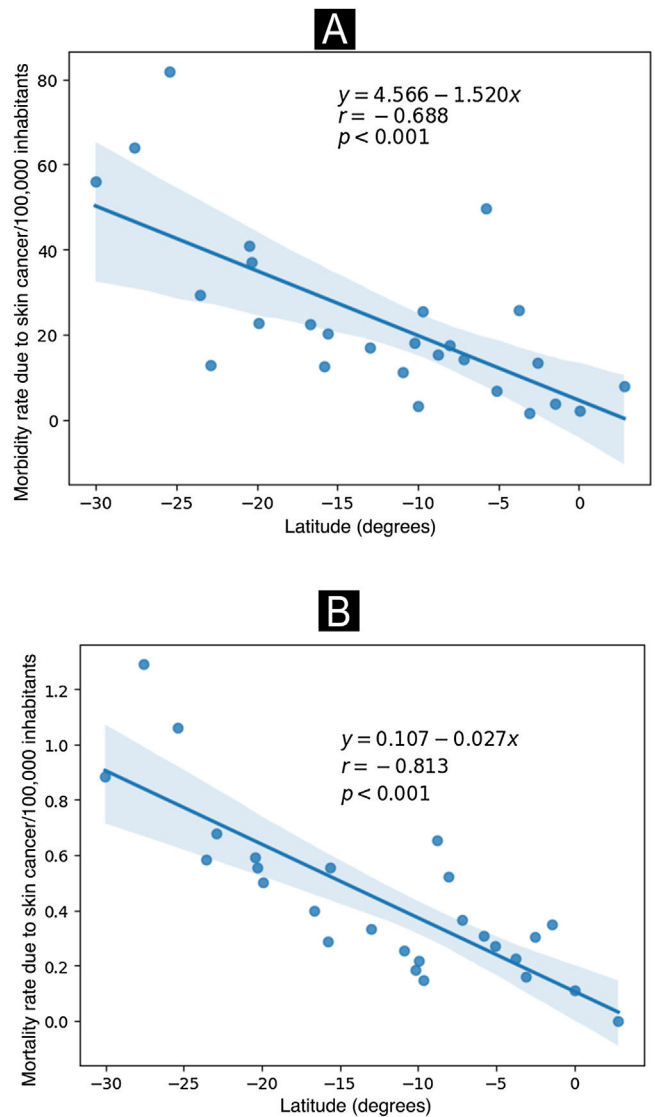 A
Morbidity rate due to skin cancer/100,000 inhabitants
80
60
40
20
0
y = 4.566 − 1.520x
r = − 0.688
p < 0.001
−30 −25 −20 −15 −10 −5 0
Latitude (degrees)
B
Mortality rate due to skin cancer/100,000 inhabitants
1.2
1.0
0.8
0.6
0.4
0.2
0.0
y = 0.107 − 0.027x
r = − 0.813
p < 0.001
−30 −25 −20 −15 −10 −5 0
Latitude (degrees)